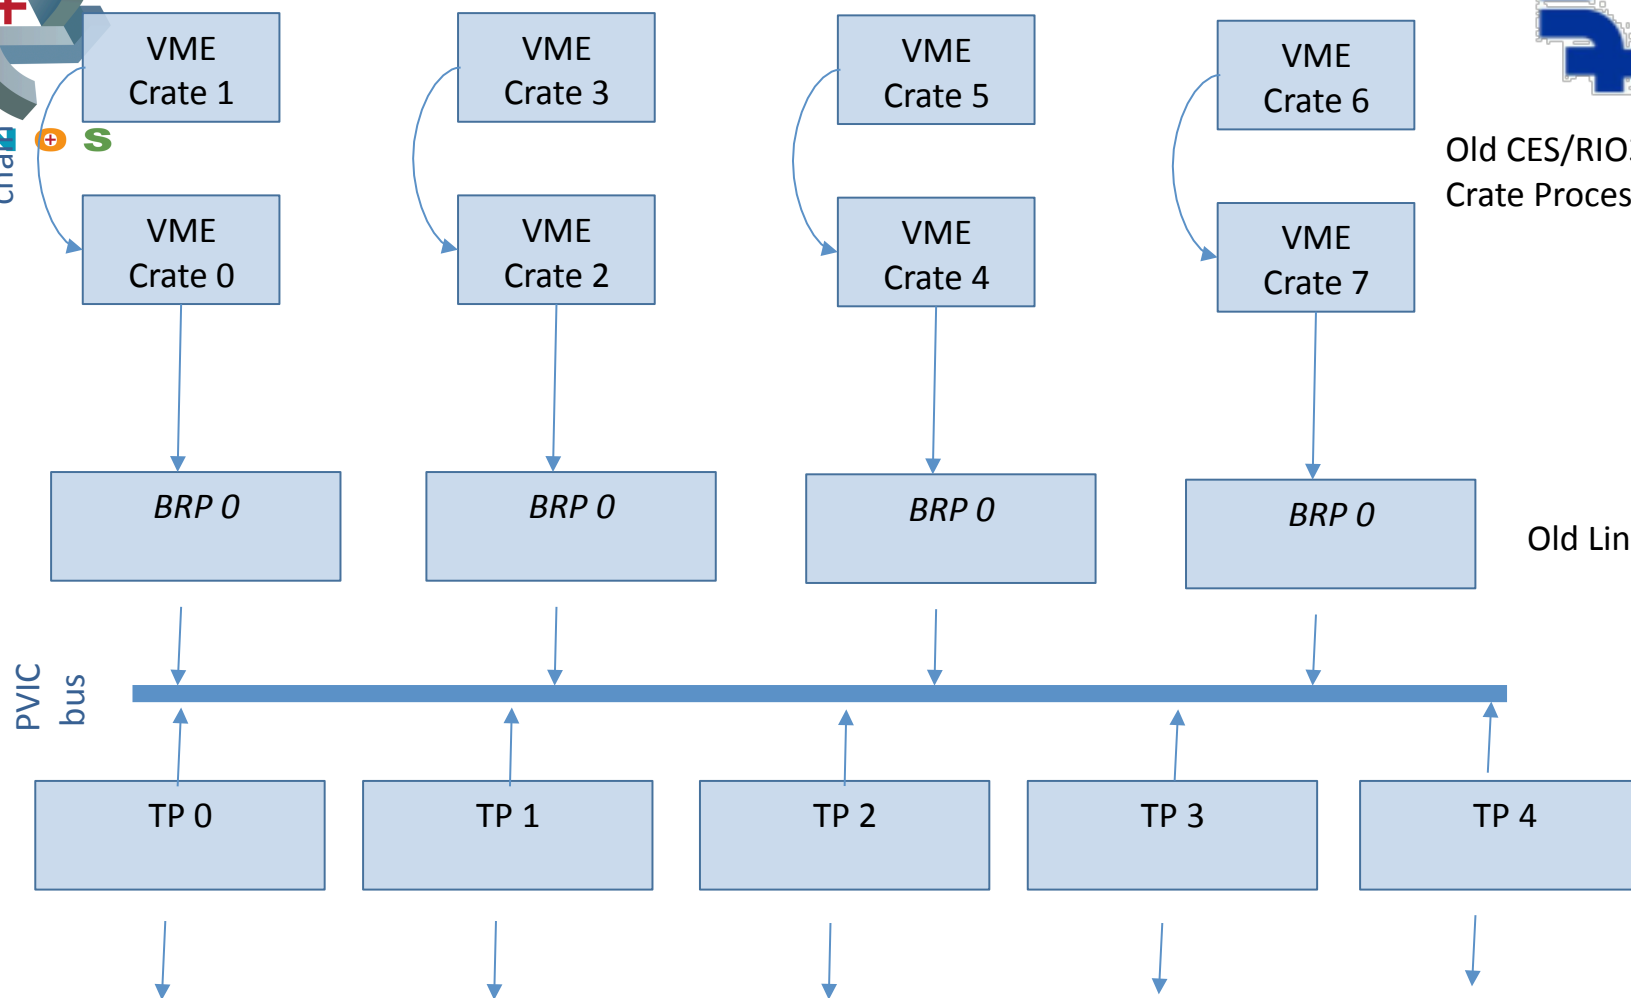 VME
Crate 1
VME
Crate 3
VME
Crate 5
VME
Crate 6
s
Old CES/RIO
Crate Proces
VME
Crate 0
VME
Crate 2
VME
Crate 4
VME
Crate 7
BRP 0
BRP 0
BRP 0
BRP 0
Old Lin
PVIC
bus
TP 0
TP 1
TP 2
TP 3
TP 4